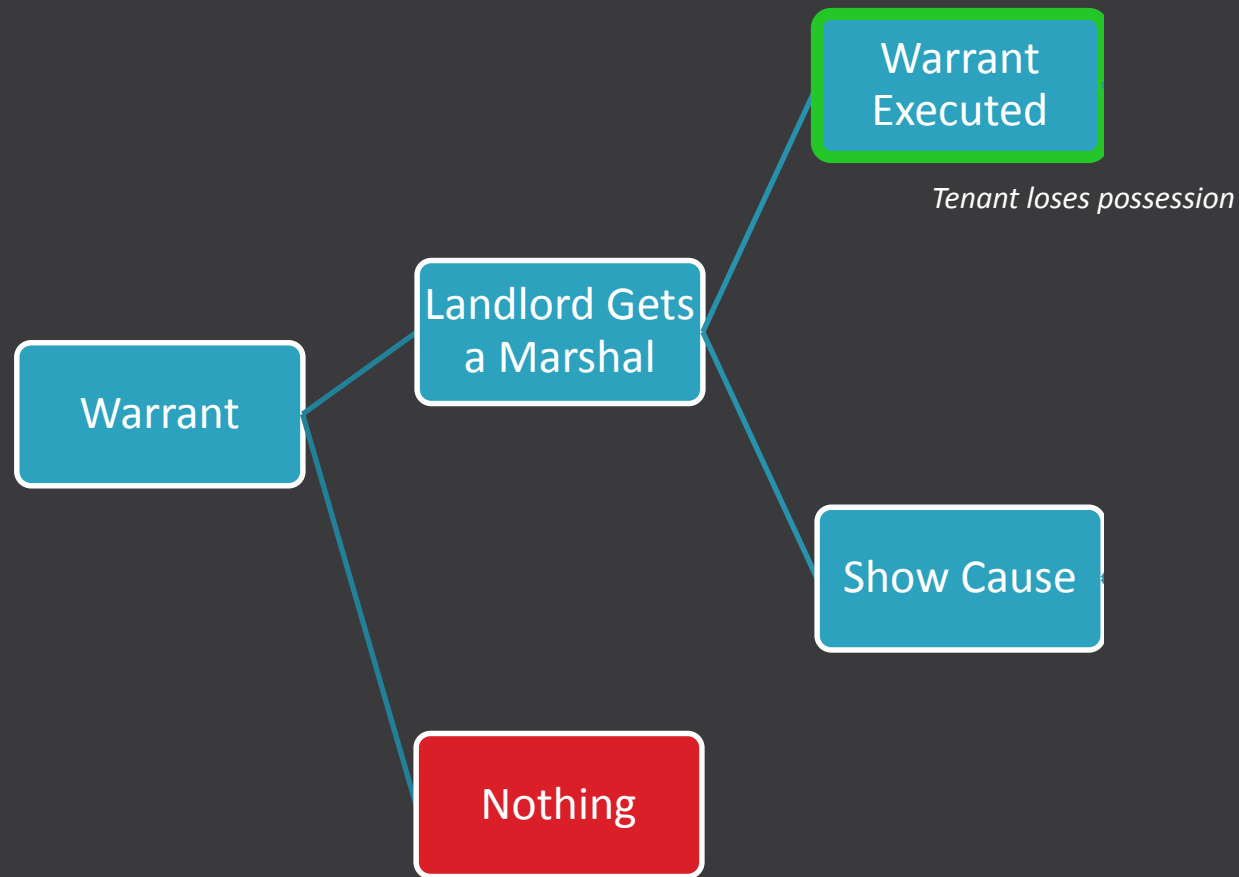 Warrant
Executed
Tenant loses possession
Landlord Gets
a Marshal
Warrant
Show Cause
Nothing